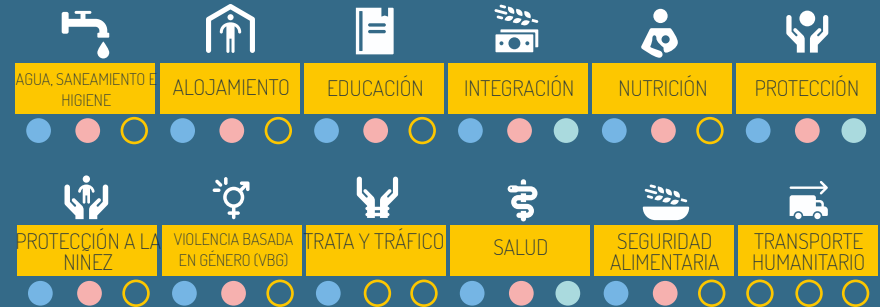 AGUA, SANEAMIENTO E
HIGIENE
ALOJAMIENTO
EDUCACIÓN
INTEGRACIÓN
NUTRICIÓN
PROTECCIÓN
PROTECCIÓN A LA
NIÑEZ
VIOLENCIA BASADA
EN GÉNERO (VBG)
TRATA Y TRÁFICO
SALUD
SEGURIDAD
ALIMENTARIA
TRANSPORTE
HUMANITARIO